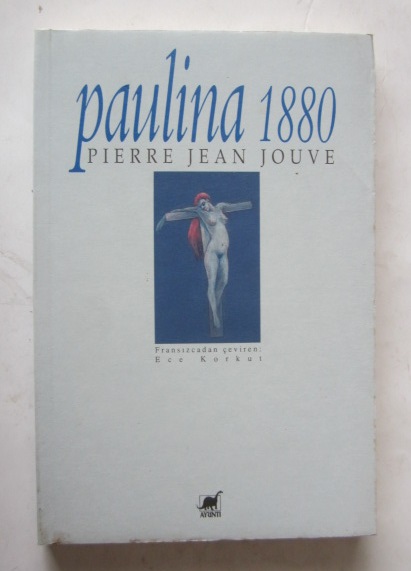 paulina 1880
PIERRE JEAN JOUVE
Fransızcadan çeviren:
Ece Korkut
AYRINTI